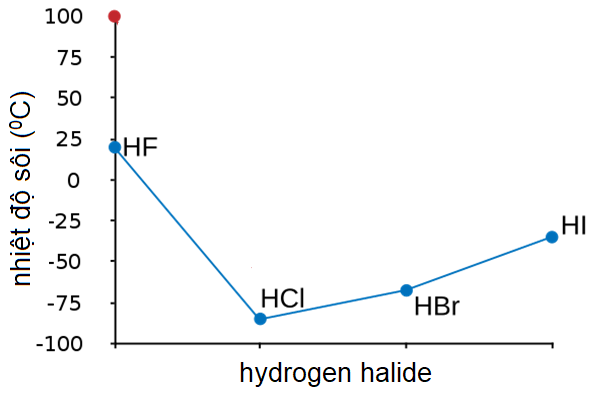 100
75
50
25
0
-25
-50
-75
-100
nhiệt độ sôi (⁰C)
HF
HCl
HBr
HI
hydrogen halide